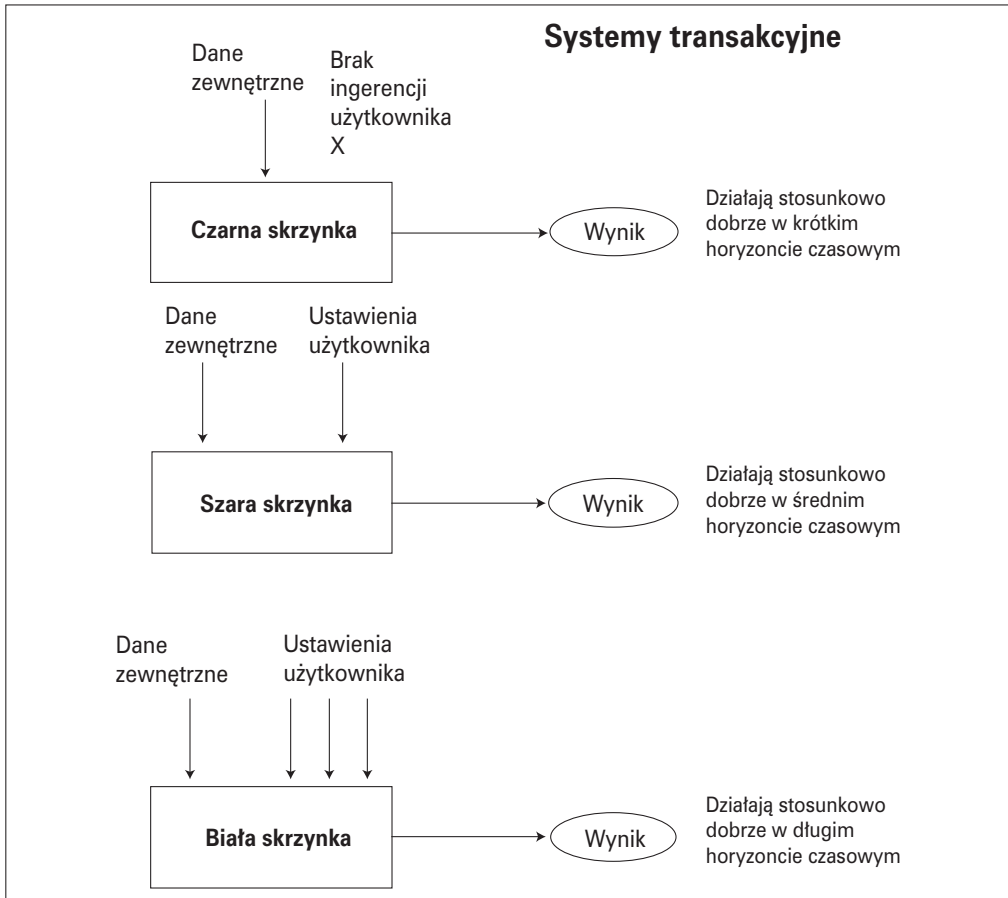 Systemy transakcyjne
Dane
zewnętrzne
Brak
ingerencji
użytkownika
X
Czarna skrzynka
Wynik
Działają stosunkowo
dobrze w krótkim
horyzoncie czasowym
Dane
zewnętrzne
Ustawienia
użytkownika
Szara skrzynka
Wynik
Działają stosunkowo
dobrze w średnim
horyzoncie czasowym
Dane
zewnętrzne
Ustawienia
użytkownika
Biała skrzynka
Wynik
Działają stosunkowo
dobrze w długim
horyzoncie czasowym